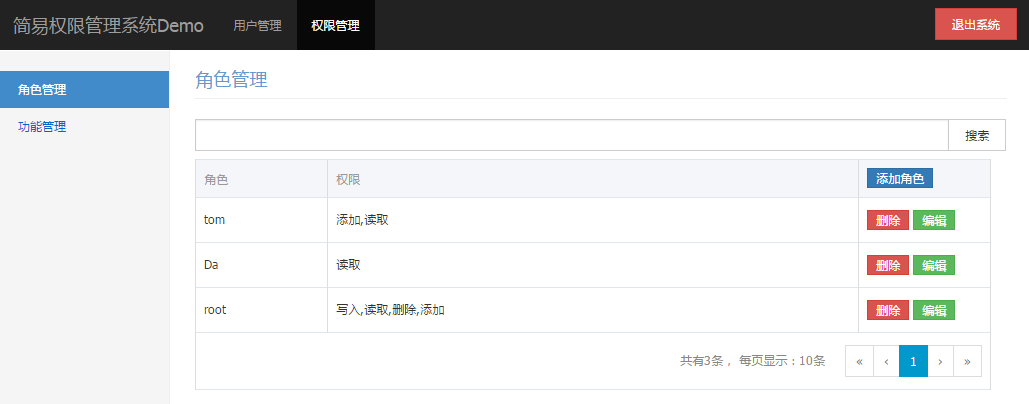 简易权限管理系统Demo 用户管理 权限管理 退出系统
角色管理
角色管理
功能管理
搜索
角色 权限 添加角色
tom 添加,读取 删除 编辑
Da 读取 删除 编辑
root 写入,读取,删除,添加 删除 编辑
共有3条， 每页显示：10条 « ‹ 1 › »